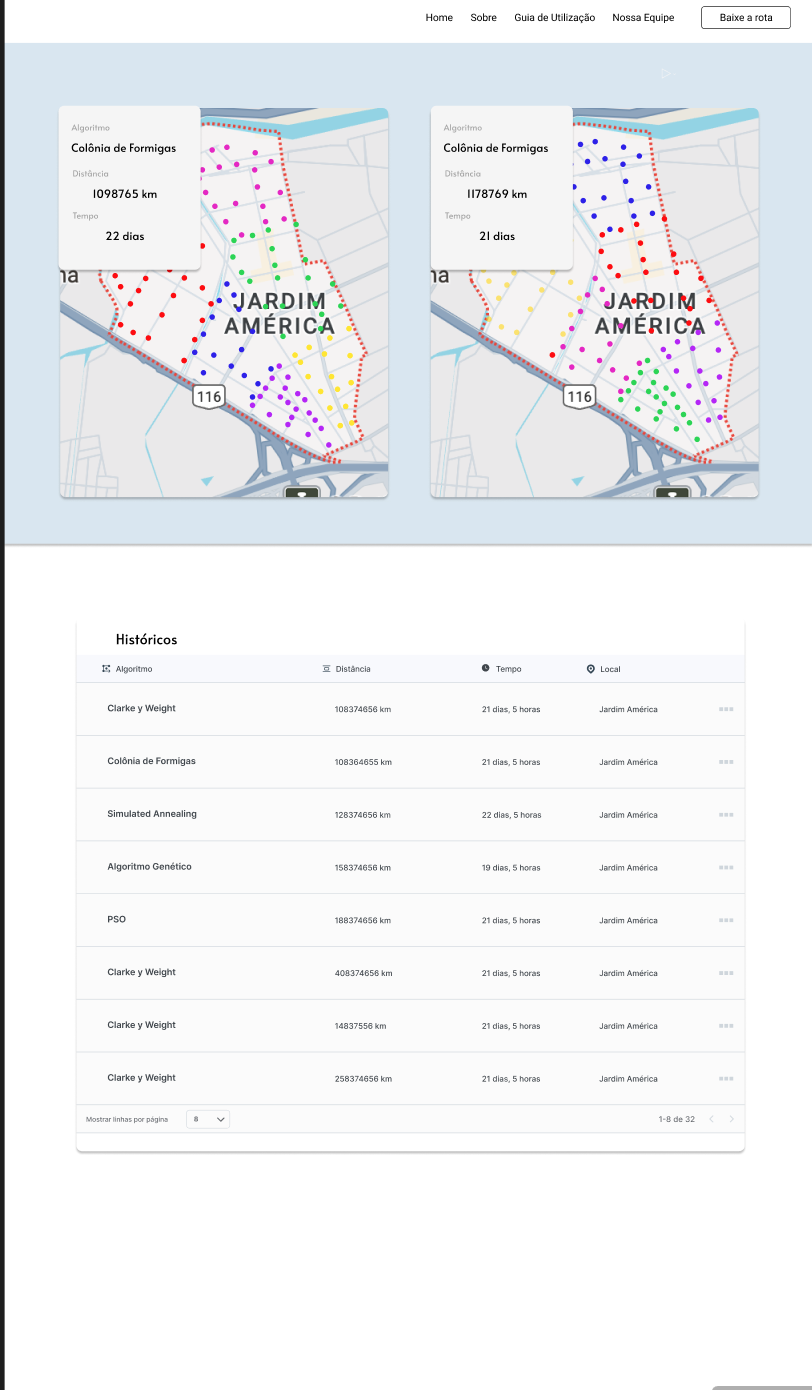 Home Sobre Guia de Utilização Nossa Equipe Baixe a rota
Algoritmo
Colônia de Formigas
Distância
1098765 km
Tempo
22 dias
na
JARDIM
AMÉRICA
116
Algoritmo
Colônia de Formigas
Distância
1178769 km
Tempo
21 dias
na
JARDIM
AMÉRICA
116
Históricos
Algoritmo Distância Tempo Local
Clarke y Weight 108374656 km 21 dias, 5 horas Jardim América
Colônia de Formigas 108364655 km 21 dias, 5 horas Jardim América
Simulated Annealing 128374656 km 22 dias, 5 horas Jardim América
Algoritmo Genético 158374656 km 19 dias, 5 horas Jardim América
PSO 188374656 km 21 dias, 5 horas Jardim América
Clarke y Weight 408374656 km 21 dias, 5 horas Jardim América
Clarke y Weight 14837556 km 21 dias, 5 horas Jardim América
Clarke y Weight 258374656 km 21 dias, 5 horas Jardim América
Mostrar linhas por página 8 1-8 de 32